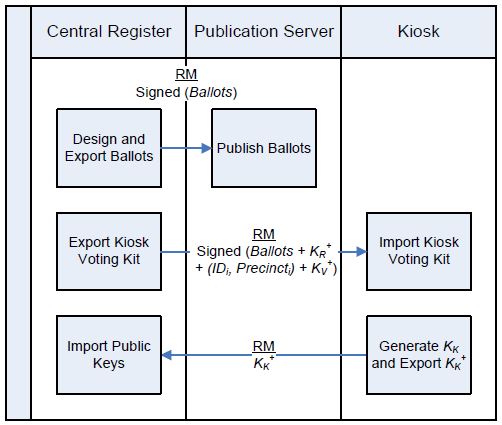 Central Register
Publication Server
Kiosk
RM
Signed (Ballots)
Design and
Export Ballots
Publish Ballots
Export Kiosk
Voting Kit
RM
Signed (Ballots + K_R^+
+ (ID_i, Precinct_i) + K_V^+)
Import Kiosk
Voting Kit
Import Public
Keys
RM
K_K^+
Generate K_K
and Export K_K^+